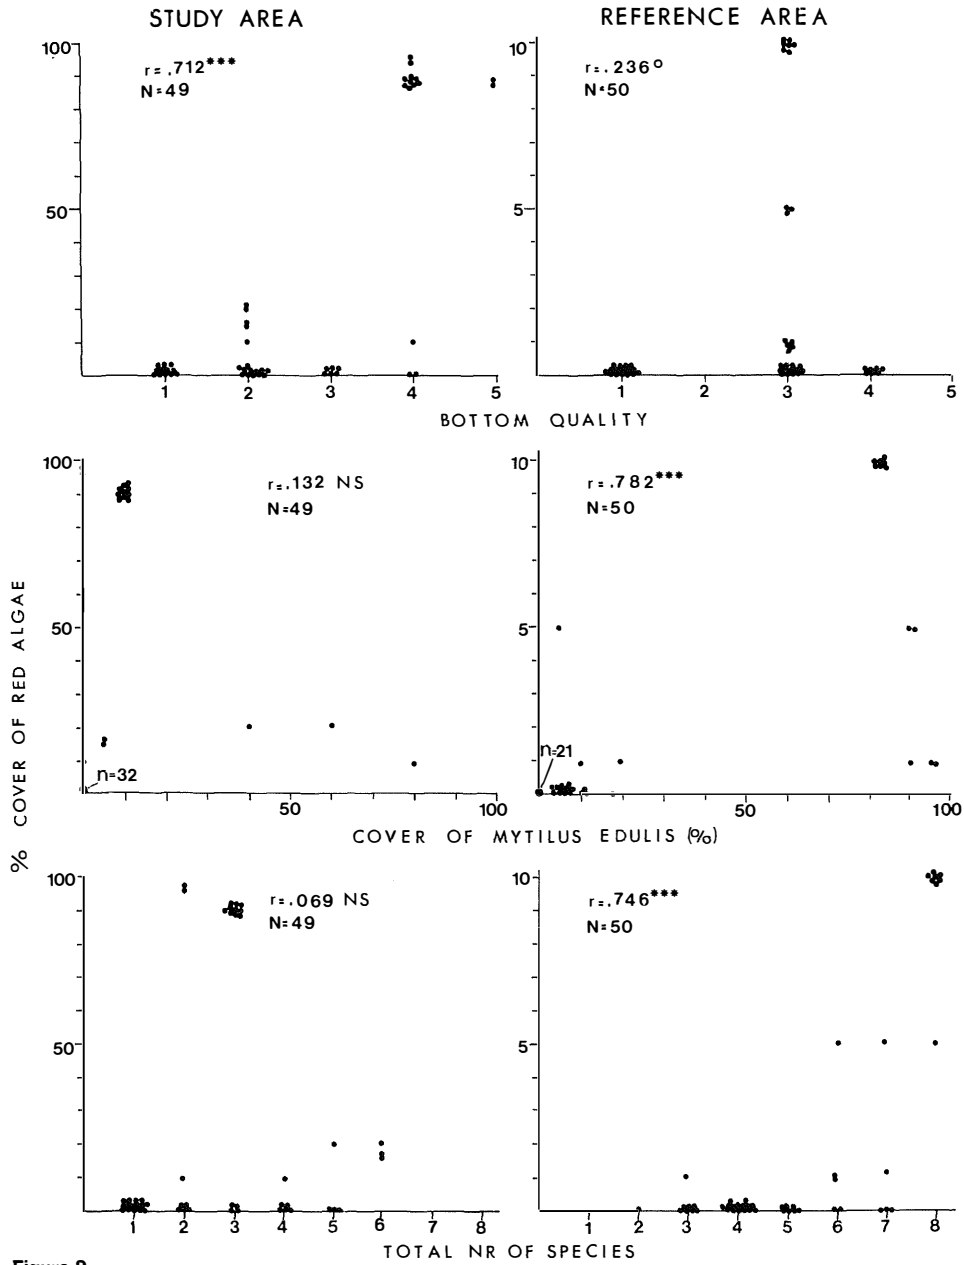 STUDY AREA
REFERENCE AREA
100
50
r=.712***
N=49
1 2 3 4 5
10
5
r=.236°
N=50
1 2 3 4 5
BOTTOM QUALITY
% COVER OF RED ALGAE
100
50
r=.132 NS
N=49
n=32
50 100
10
5
r=.782***
N=50
n=21
50 100
COVER OF MYTILUS EDULIS (%)
100
50
r=.069 NS
N=49
1 2 3 4 5 6 7 8
10
5
r=.746***
N=50
1 2 3 4 5 6 7 8
TOTAL NR OF SPECIES